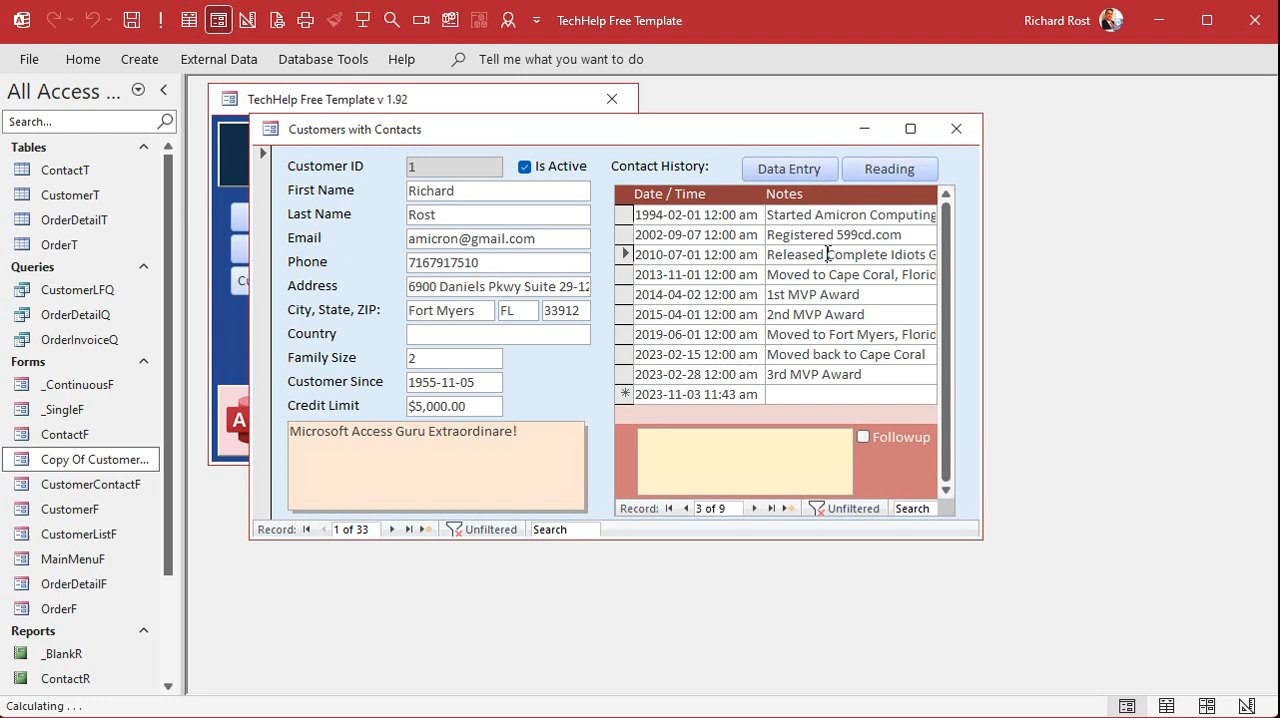 TechHelp Free Template
Richard Rost
File Home Create External Data Database Tools Help Tell me what you want to do
All Access ...
Search...
Tables
ContactT
CustomerT
OrderDetailT
OrderT
Queries
CustomerLFQ
OrderDetailQ
OrderInvoiceQ
Forms
_ContinuousF
_SingleF
ContactF
Copy Of Customer...
CustomerContactF
CustomerF
CustomerListF
MainMenuF
OrderDetailF
OrderF
Reports
_BlankR
ContactR
TechHelp Free Template v 1.92
Customers with Contacts
Customer ID 1 Is Active
First Name Richard
Last Name Rost
Email amicron@gmail.com
Phone 7167917510
Address 6900 Daniels Pkwy Suite 29-12
City, State, ZIP: Fort Myers FL 33912
Country
Family Size 2
Customer Since 1955-11-05
Credit Limit $5,000.00
Microsoft Access Guru Extraordinare!
Contact History: Data Entry Reading
Date / Time Notes
1994-02-01 12:00 am Started Amicron Computing
2002-09-07 12:00 am Registered 599cd.com
2010-07-01 12:00 am Released Complete Idiots G
2013-11-01 12:00 am Moved to Cape Coral, Florid
2014-04-02 12:00 am 1st MVP Award
2015-04-01 12:00 am 2nd MVP Award
2019-06-01 12:00 am Moved to Fort Myers, Florid
2023-02-15 12:00 am Moved back to Cape Coral
2023-02-28 12:00 am 3rd MVP Award
* 2023-11-03 11:43 am
Followup
Record: 3 of 9 Unfiltered Search
Record: 1 of 33 Unfiltered Search
Calculating . . .